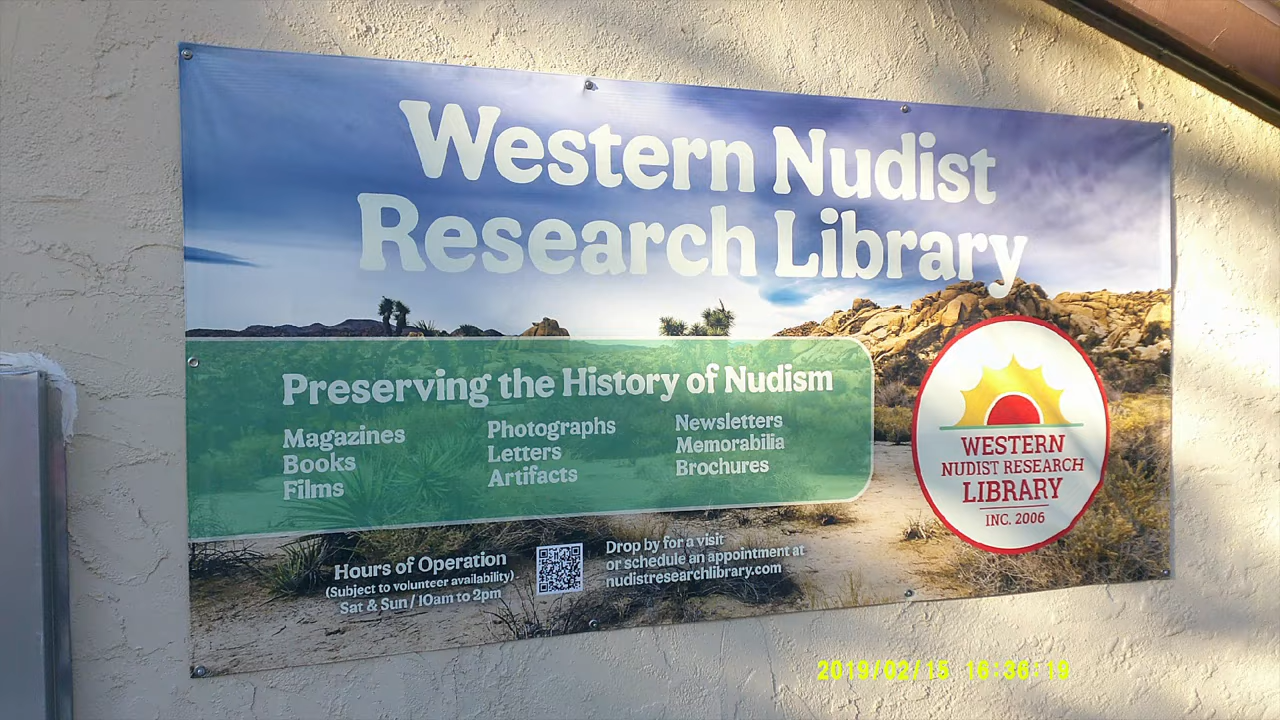 Western Nudist
Research Library
Preserving the History of Nudism
Magazines
Books
Films
Photographs
Letters
Artifacts
Newsletters
Memorabilia
Brochures
WESTERN
NUDIST RESEARCH
LIBRARY
INC. 2006
Hours of Operation
(Subject to volunteer availability)
Sat & Sun / 10am to 2pm
Drop by for a visit
or schedule an appointment at
nudistresearchlibrary.com
2019/02/15 16:36:19